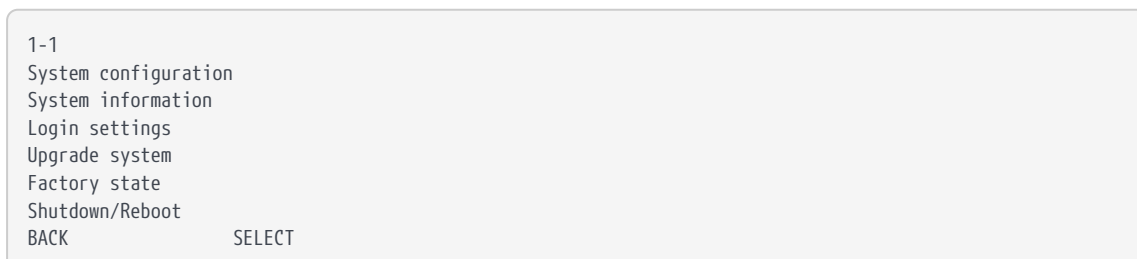 1-1
System configuration
System information
Login settings
Upgrade system
Factory state
Shutdown/Reboot
BACK SELECT